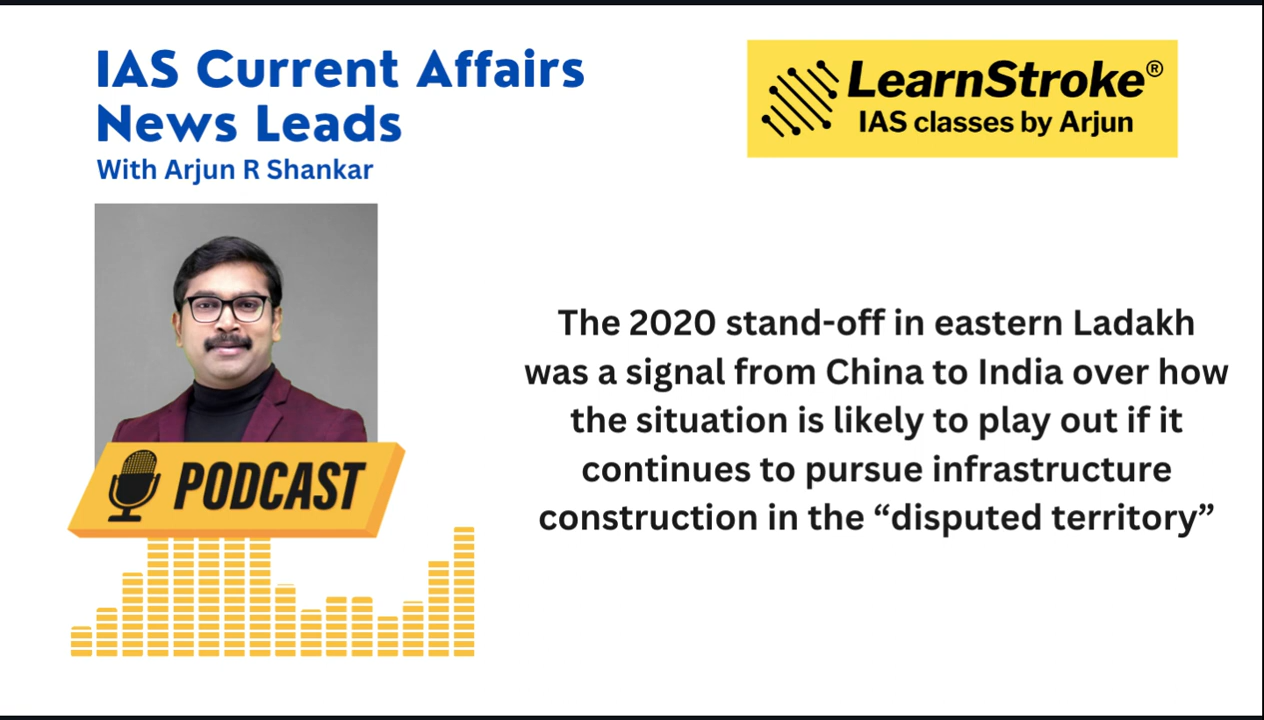 IAS Current Affairs
News Leads
With Arjun R Shankar
LearnStroke®
IAS classes by Arjun
PODCAST
The 2020 stand-off in eastern Ladakh
was a signal from China to India over how
the situation is likely to play out if it
continues to pursue infrastructure
construction in the “disputed territory”